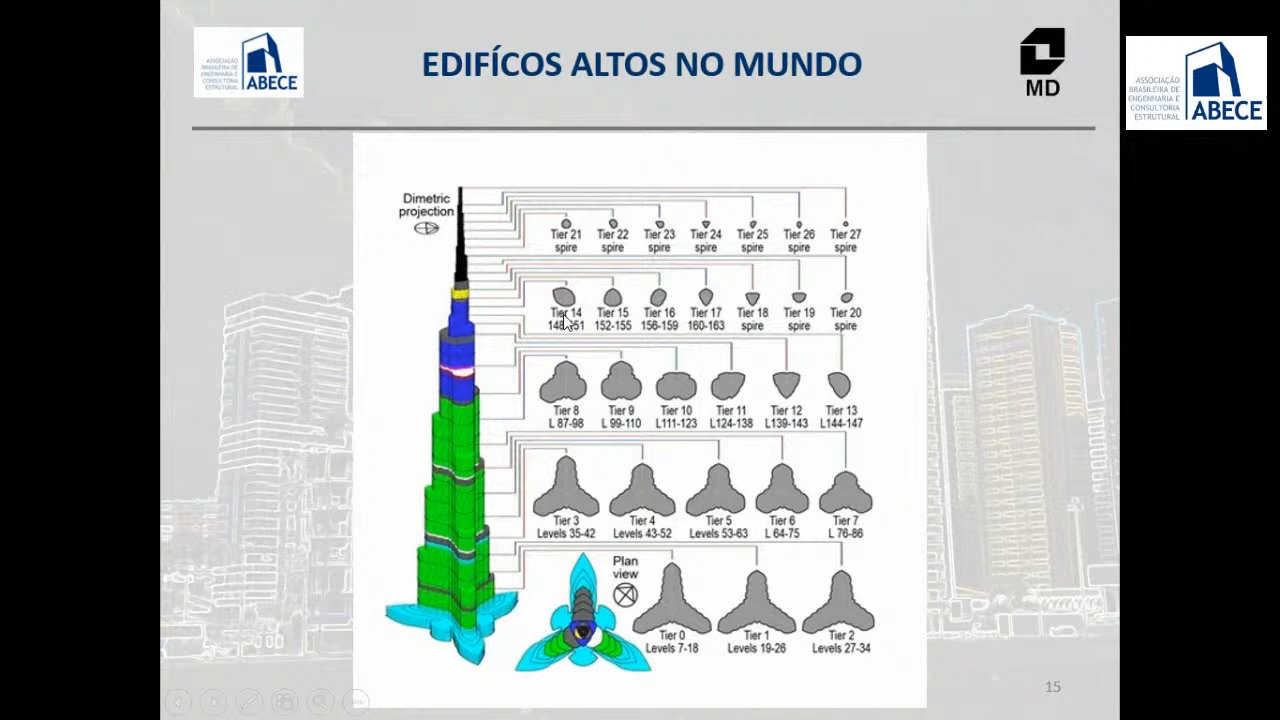 ASSOCIAÇÃO
BRASILEIRA DE
ENGENHARIA E
CONSULTORIA
ESTRUTURAL
ABECE
EDIFÍCOS ALTOS NO MUNDO
MD
ASSOCIAÇÃO
BRASILEIRA DE
ENGENHARIA E
CONSULTORIA
ESTRUTURAL
ABECE
Dimetric
projection
Tier 21 Tier 22 Tier 23 Tier 24 Tier 25 Tier 26 Tier 27
spire spire spire spire spire spire spire
Tier 14 Tier 15 Tier 16 Tier 17 Tier 18 Tier 19 Tier 20
152-155 156-159 160-163 spire spire spire
Tier 8 Tier 9 Tier 10 Tier 11 Tier 12 Tier 13
L 87-98 L 99-110 L111-123 L124-138 L139-143 L144-147
Tier 3 Tier 4 Tier 5 Tier 6 Tier 7
Levels 35-42 Levels 43-52 Levels 53-63 L 64-75 L 76-86
Plan
view
Tier 0 Tier 1 Tier 2
Levels 7-18 Levels 19-26 Levels 27-34
15